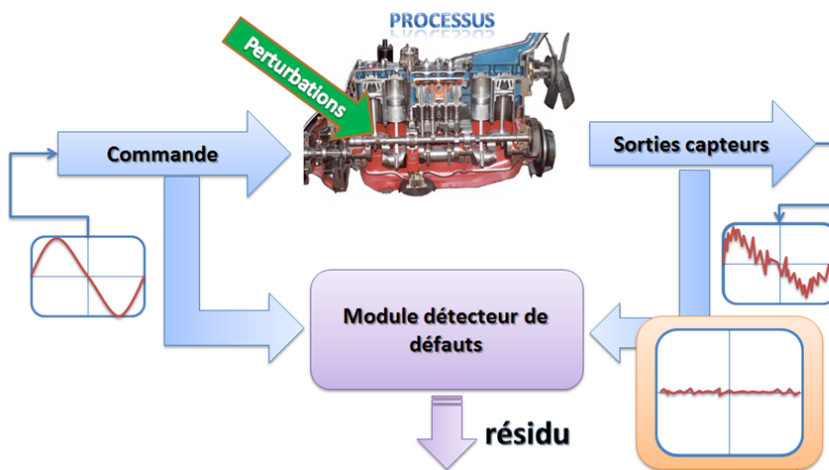 PROCESSUS
Perturbations
Commande
Sorties capteurs
Module détecteur de
défauts
résidu